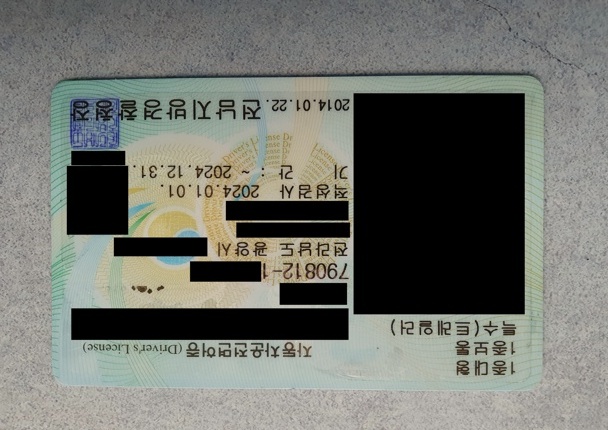 1종대형
1종보통
특수(트레일러)
자동차운전면허증 (Driver's License)
790812-1
전라남도 광양시
적성검사 2024.01.01.
기 간 : ~ 2024.12.31.
2014.01.22.
전남지방경찰청장